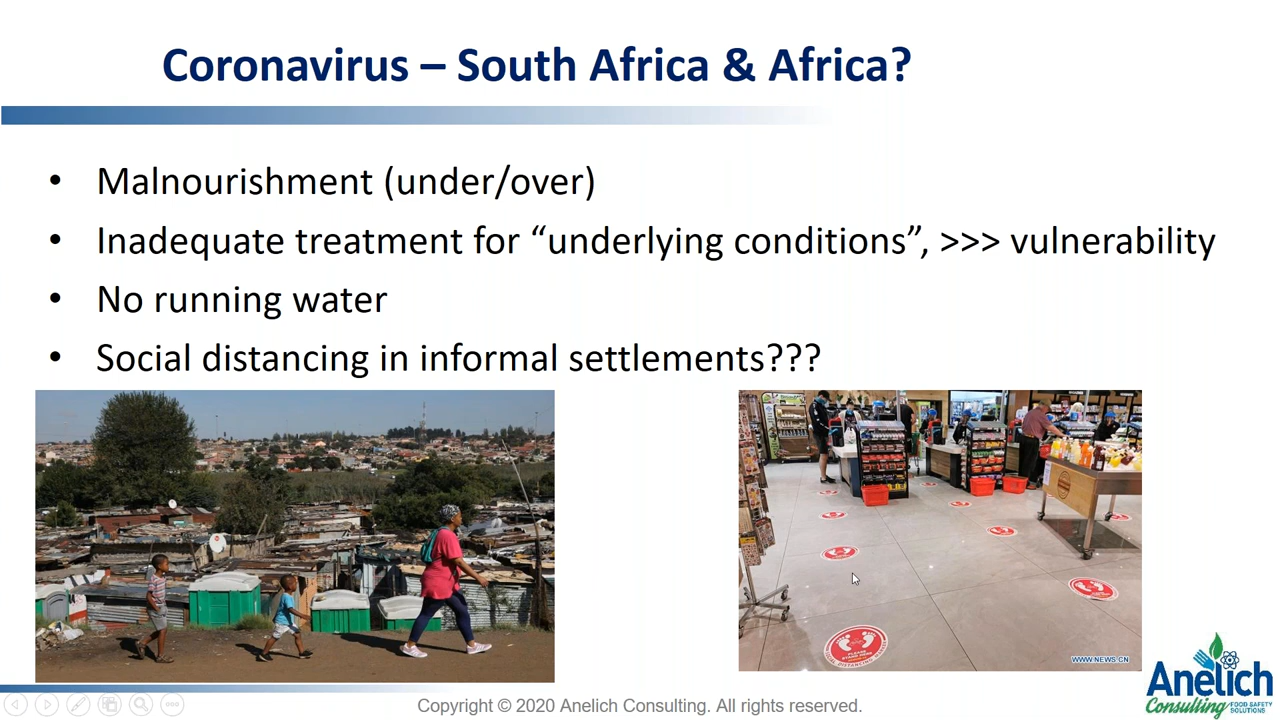 Coronavirus – South Africa & Africa?
• Malnourishment (under/over)
• Inadequate treatment for “underlying conditions”, >>> vulnerability
• No running water
• Social distancing in informal settlements???
WWW.NEWS.CN
Copyright © 2020 Anelich Consulting. All rights reserved.
Anelich
Consulting
FOOD SAFETY
SOLUTIONS